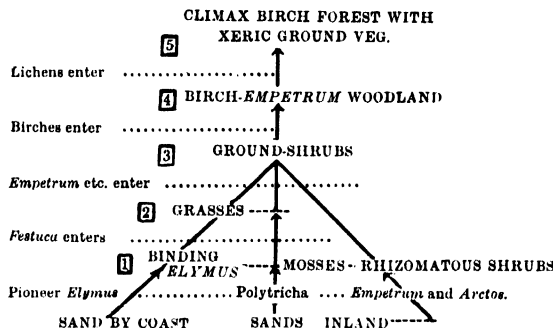 CLIMAX BIRCH FOREST WITH
XERIC GROUND VEG.
5
Lichens enter
4 BIRCH-EMPETRUM WOODLAND
Birches enter
3
GROUND-SHRUBS
Empetrum etc. enter
2 GRASSES
Festuca enters
1 BINDING
ELYMUS MOSSES RHIZOMATOUS SHRUBS
Pioneer Elymus Polytricha Empetrum and Arctos.
SAND BY COAST SANDS INLAND